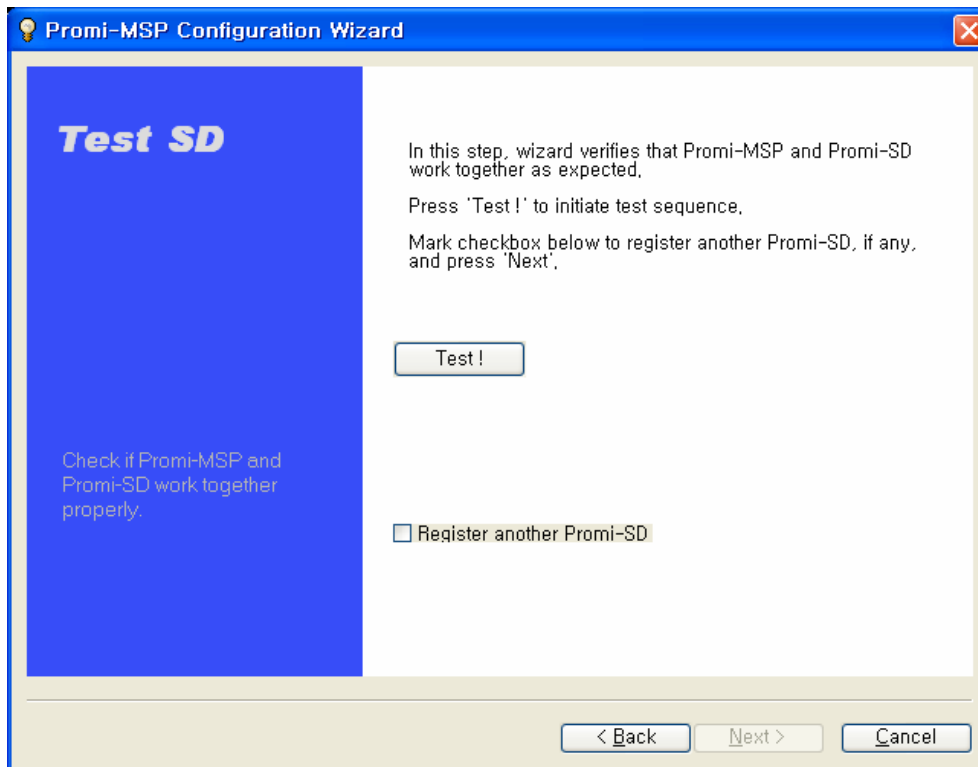 Promi-MSP Configuration Wizard
Test SD
In this step, wizard verifies that Promi-MSP and Promi-SD
work together as expected,
Press 'Test !' to initiate test sequence,
Mark checkbox below to register another Promi-SD, if any,
and press 'Next',
Test !
Check if Promi-MSP and
Promi-SD work together
properly.
Register another Promi-SD
< Back
Next >
Cancel